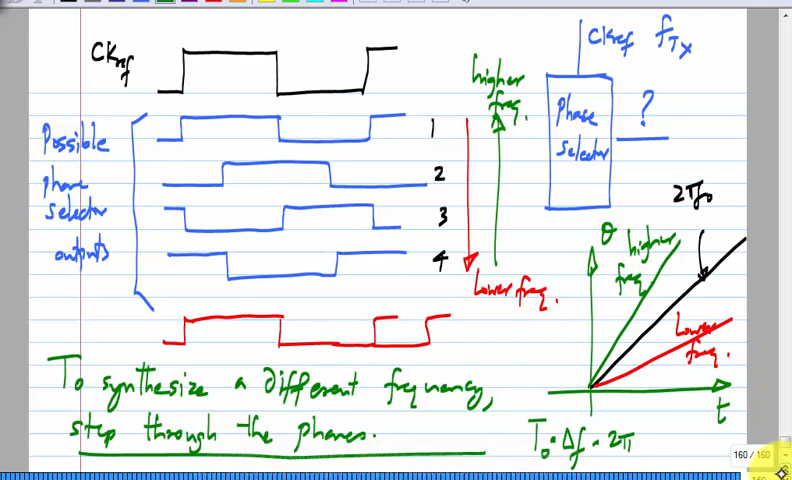 CKref
Possible
phase
selector
outputs
1
2
3
4
higher
freq.
Lower freq.
CKref fTx
Phase
Selector
?
2πf₀
θ higher
freq.
Lower
freq.
t
To synthesize a different frequency,
step through the phases.
T₀ · Δf · 2π
160 / 160